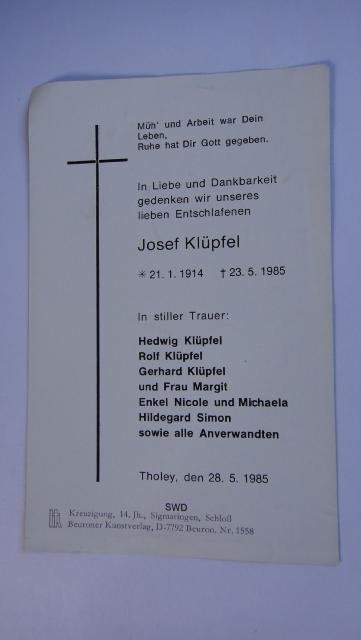 Müh' und Arbeit war Dein
Leben,
Ruhe hat Dir Gott gegeben.
In Liebe und Dankbarkeit
gedenken wir unseres
lieben Entschlafenen
Josef Klüpfel
✳ 21. 1. 1914 † 23. 5. 1985
In stiller Trauer:
Hedwig Klüpfel
Rolf Klüpfel
Gerhard Klüpfel
und Frau Margit
Enkel Nicole und Michaela
Hildegard Simon
sowie alle Anverwandten
Tholey, den 28. 5. 1985
SWD
Kreuzigung, 14. Jh., Sigmaringen, Schloß
Beuroner Kunstverlag, D-7792 Beuron. Nr. 1558